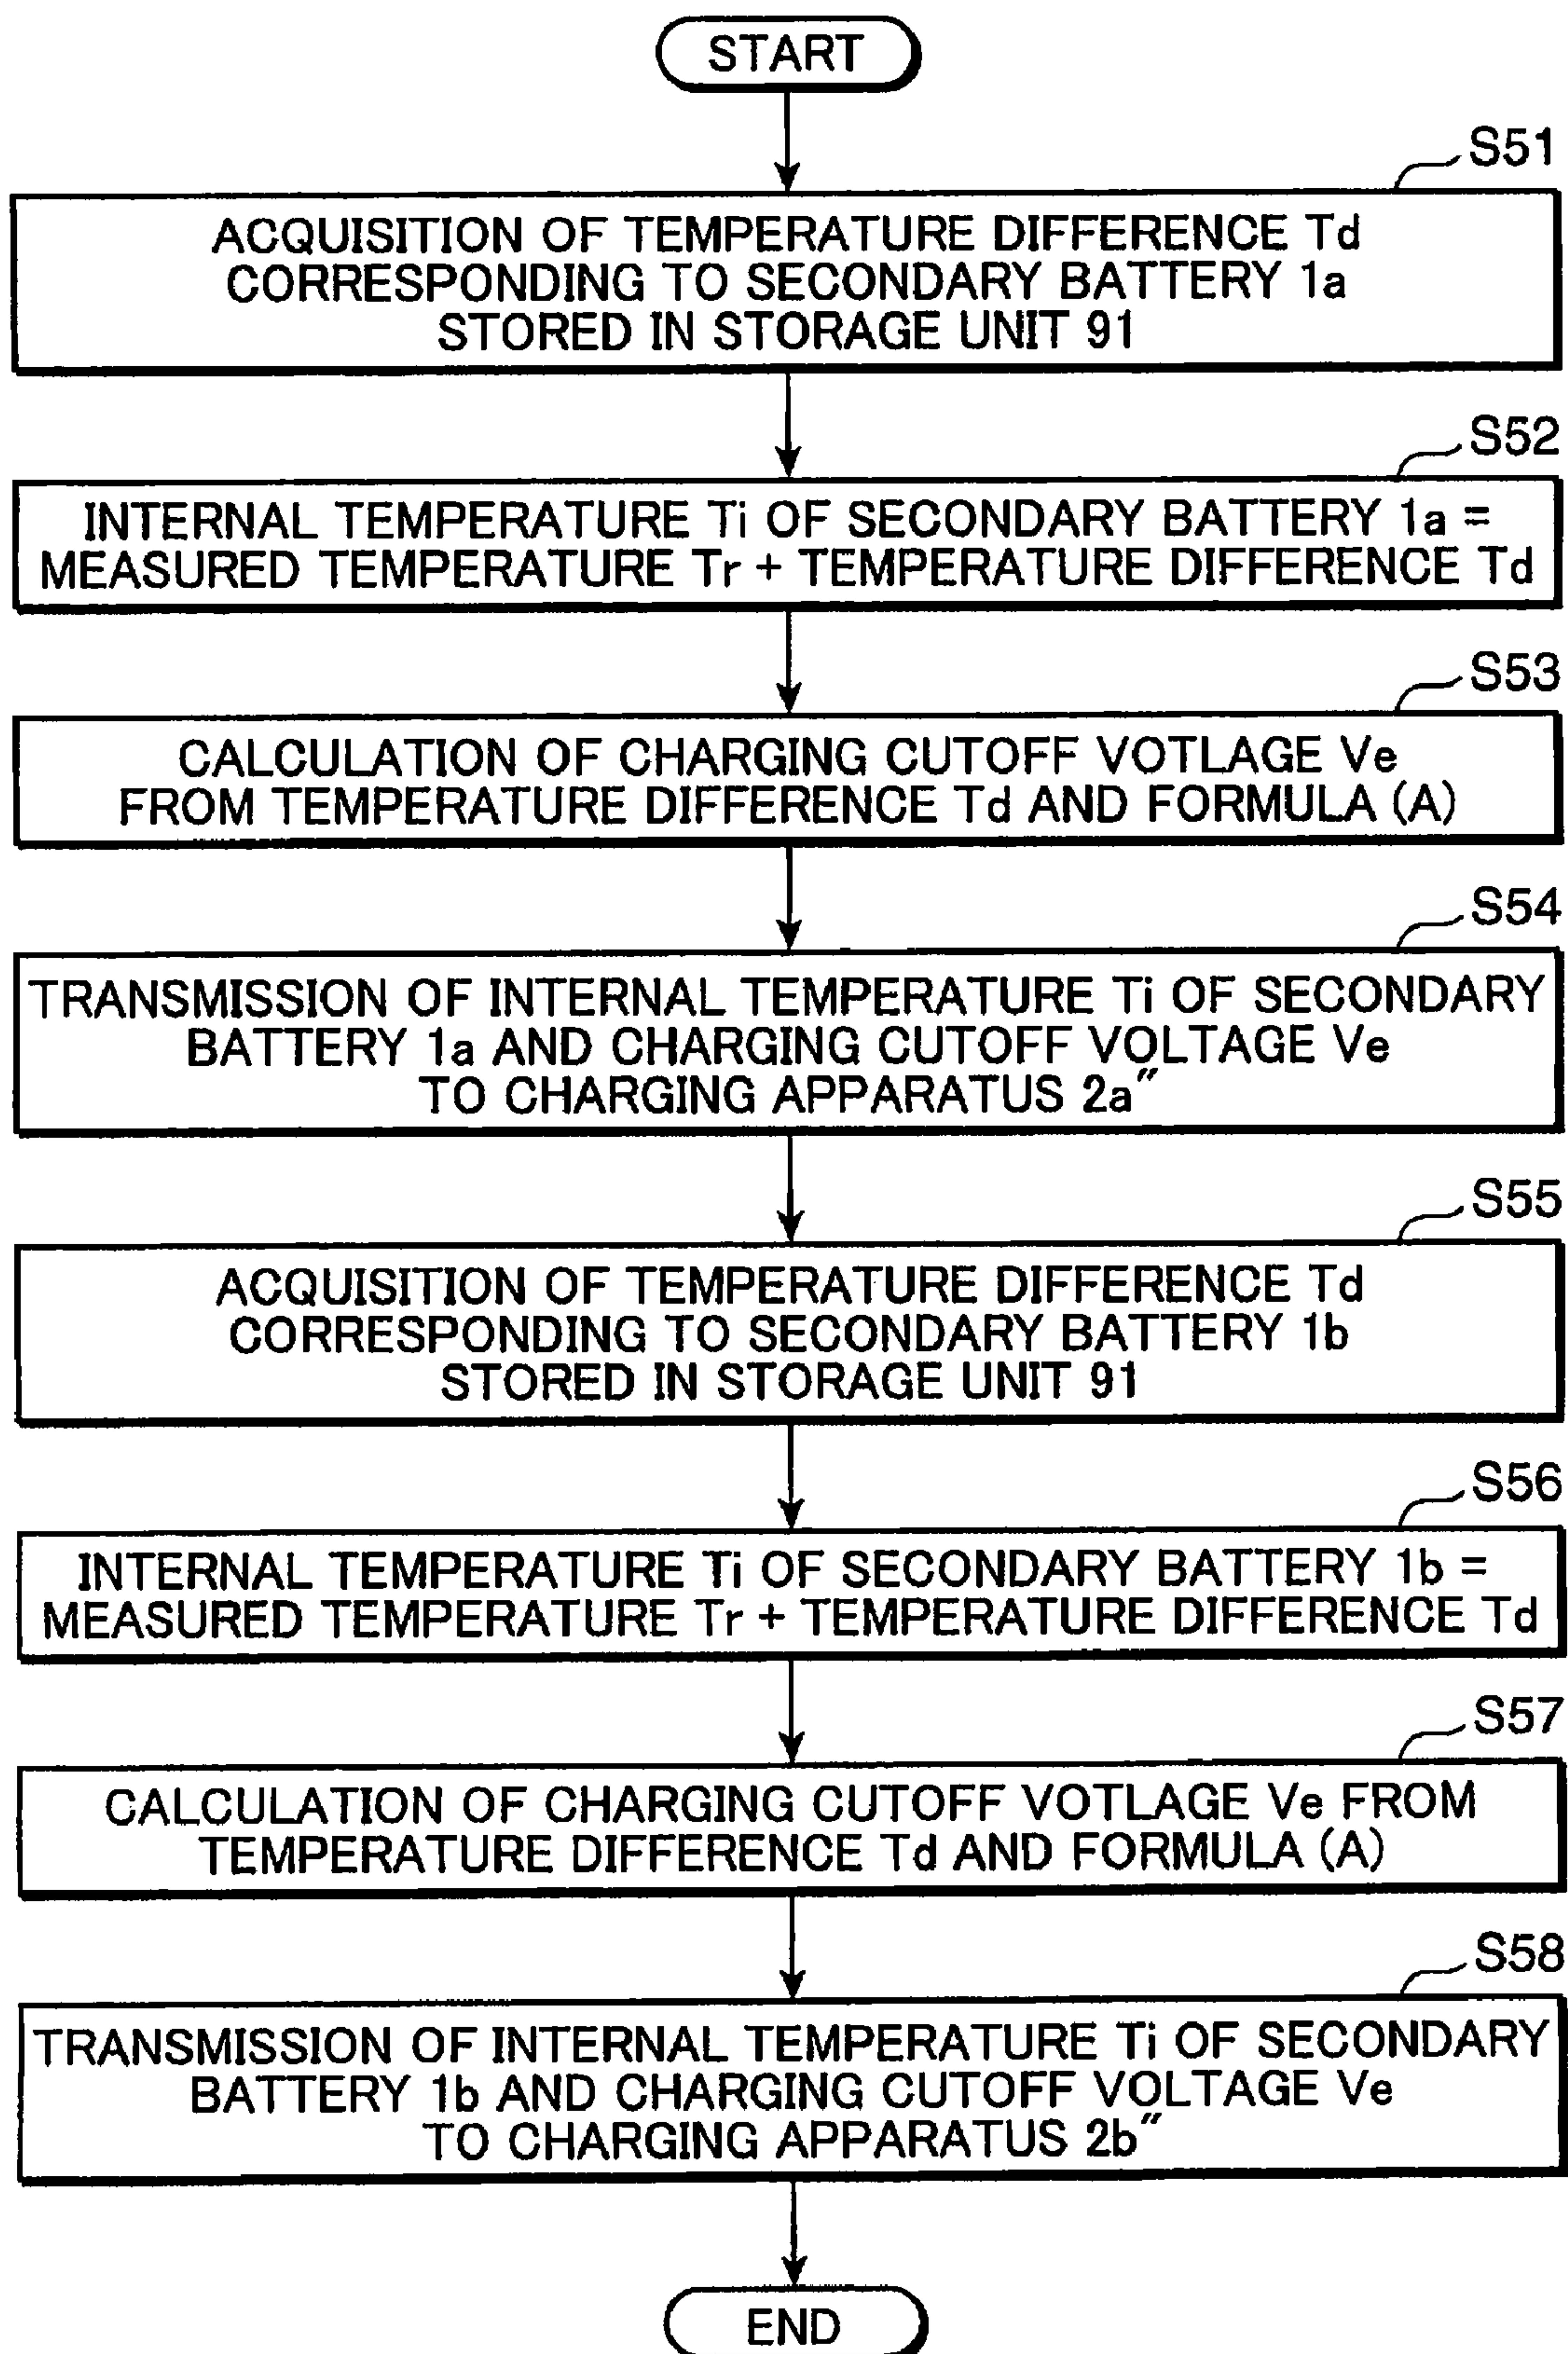 START
S51
ACQUISITION OF TEMPERATURE DIFFERENCE Td
CORRESPONDING TO SECONDARY BATTERY 1a
STORED IN STORAGE UNIT 91
S52
INTERNAL TEMPERATURE Ti OF SECONDARY BATTERY 1a =
MEASURED TEMPERATURE Tr + TEMPERATURE DIFFERENCE Td
S53
CALCULATION OF CHARGING CUTOFF VOTLAGE Ve
FROM TEMPERATURE DIFFERENCE Td AND FORMULA (A)
S54
TRANSMISSION OF INTERNAL TEMPERATURE Ti OF SECONDARY
BATTERY 1a AND CHARGING CUTOFF VOLTAGE Ve
TO CHARGING APPARATUS 2a″
S55
ACQUISITION OF TEMPERATURE DIFFERENCE Td
CORRESPONDING TO SECONDARY BATTERY 1b
STORED IN STORAGE UNIT 91
S56
INTERNAL TEMPERATURE Ti OF SECONDARY BATTERY 1b =
MEASURED TEMPERATURE Tr + TEMPERATURE DIFFERENCE Td
S57
CALCULATION OF CHARGING CUTOFF VOTLAGE Ve FROM
TEMPERATURE DIFFERENCE Td AND FORMULA (A)
S58
TRANSMISSION OF INTERNAL TEMPERATURE Ti OF SECONDARY
BATTERY 1b AND CHARGING CUTOFF VOLTAGE Ve
TO CHARGING APPARATUS 2b″
END